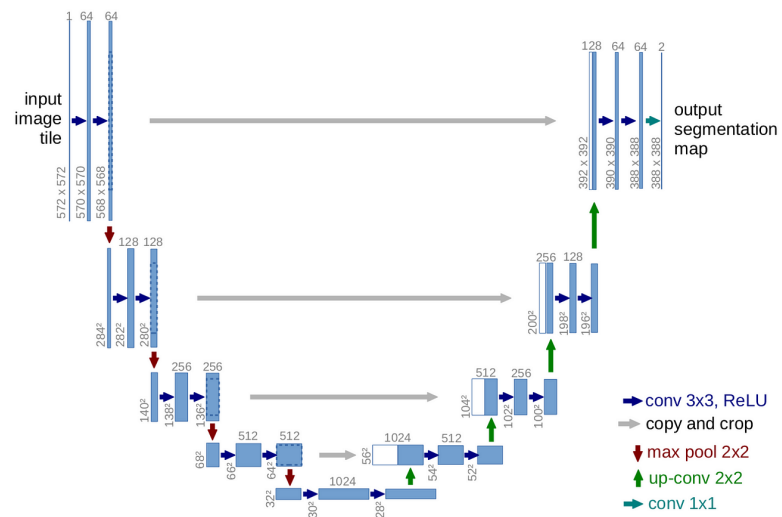 1 64 64
128 64 64 2
input
image
tile
output
segmentation
map
572 x 572
570 x 570
568 x 568
392 x 392
390 x 390
388 x 388
388 x 388
128 128
256 128
284²
282²
280²
200²
198²
196²
256 256
512 256
140²
138²
136²
104²
102²
100²
512 512
1024 512
68²
66²
64²
56²
54²
52²
1024
32²
30²
28²
conv 3x3, ReLU
copy and crop
max pool 2x2
up-conv 2x2
conv 1x1